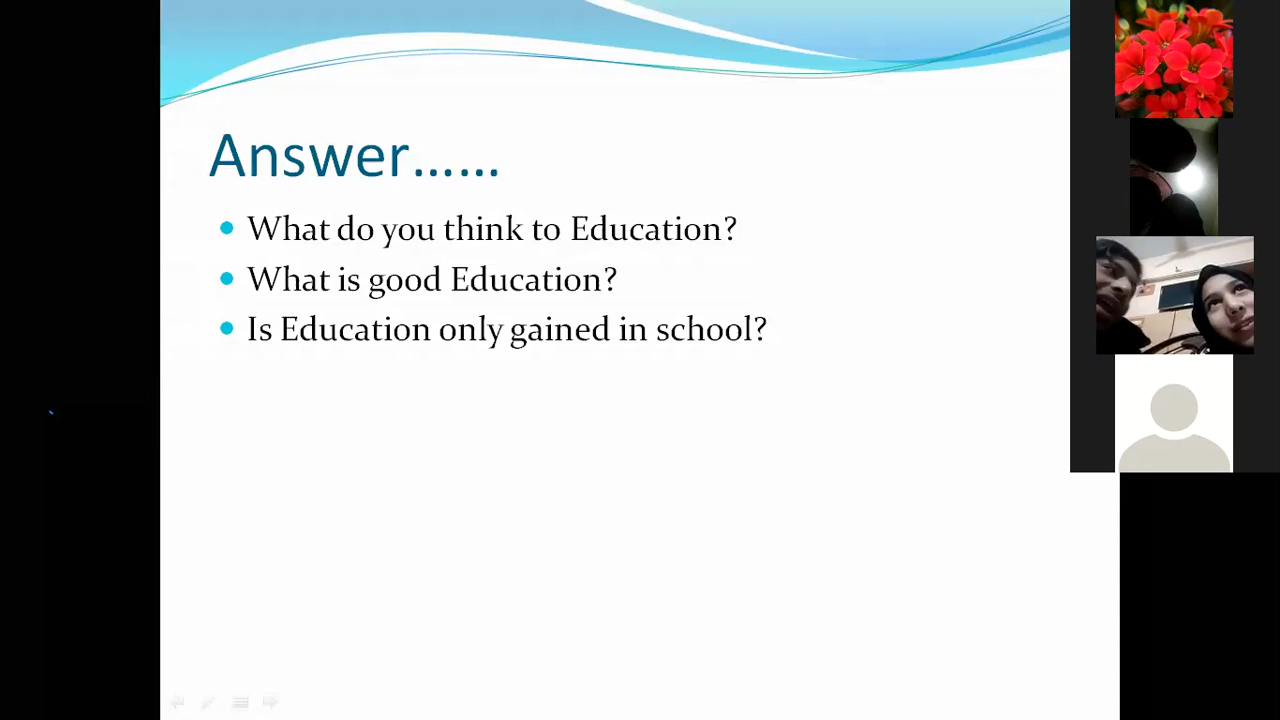 Answer……
What do you think to Education?
What is good Education?
Is Education only gained in school?